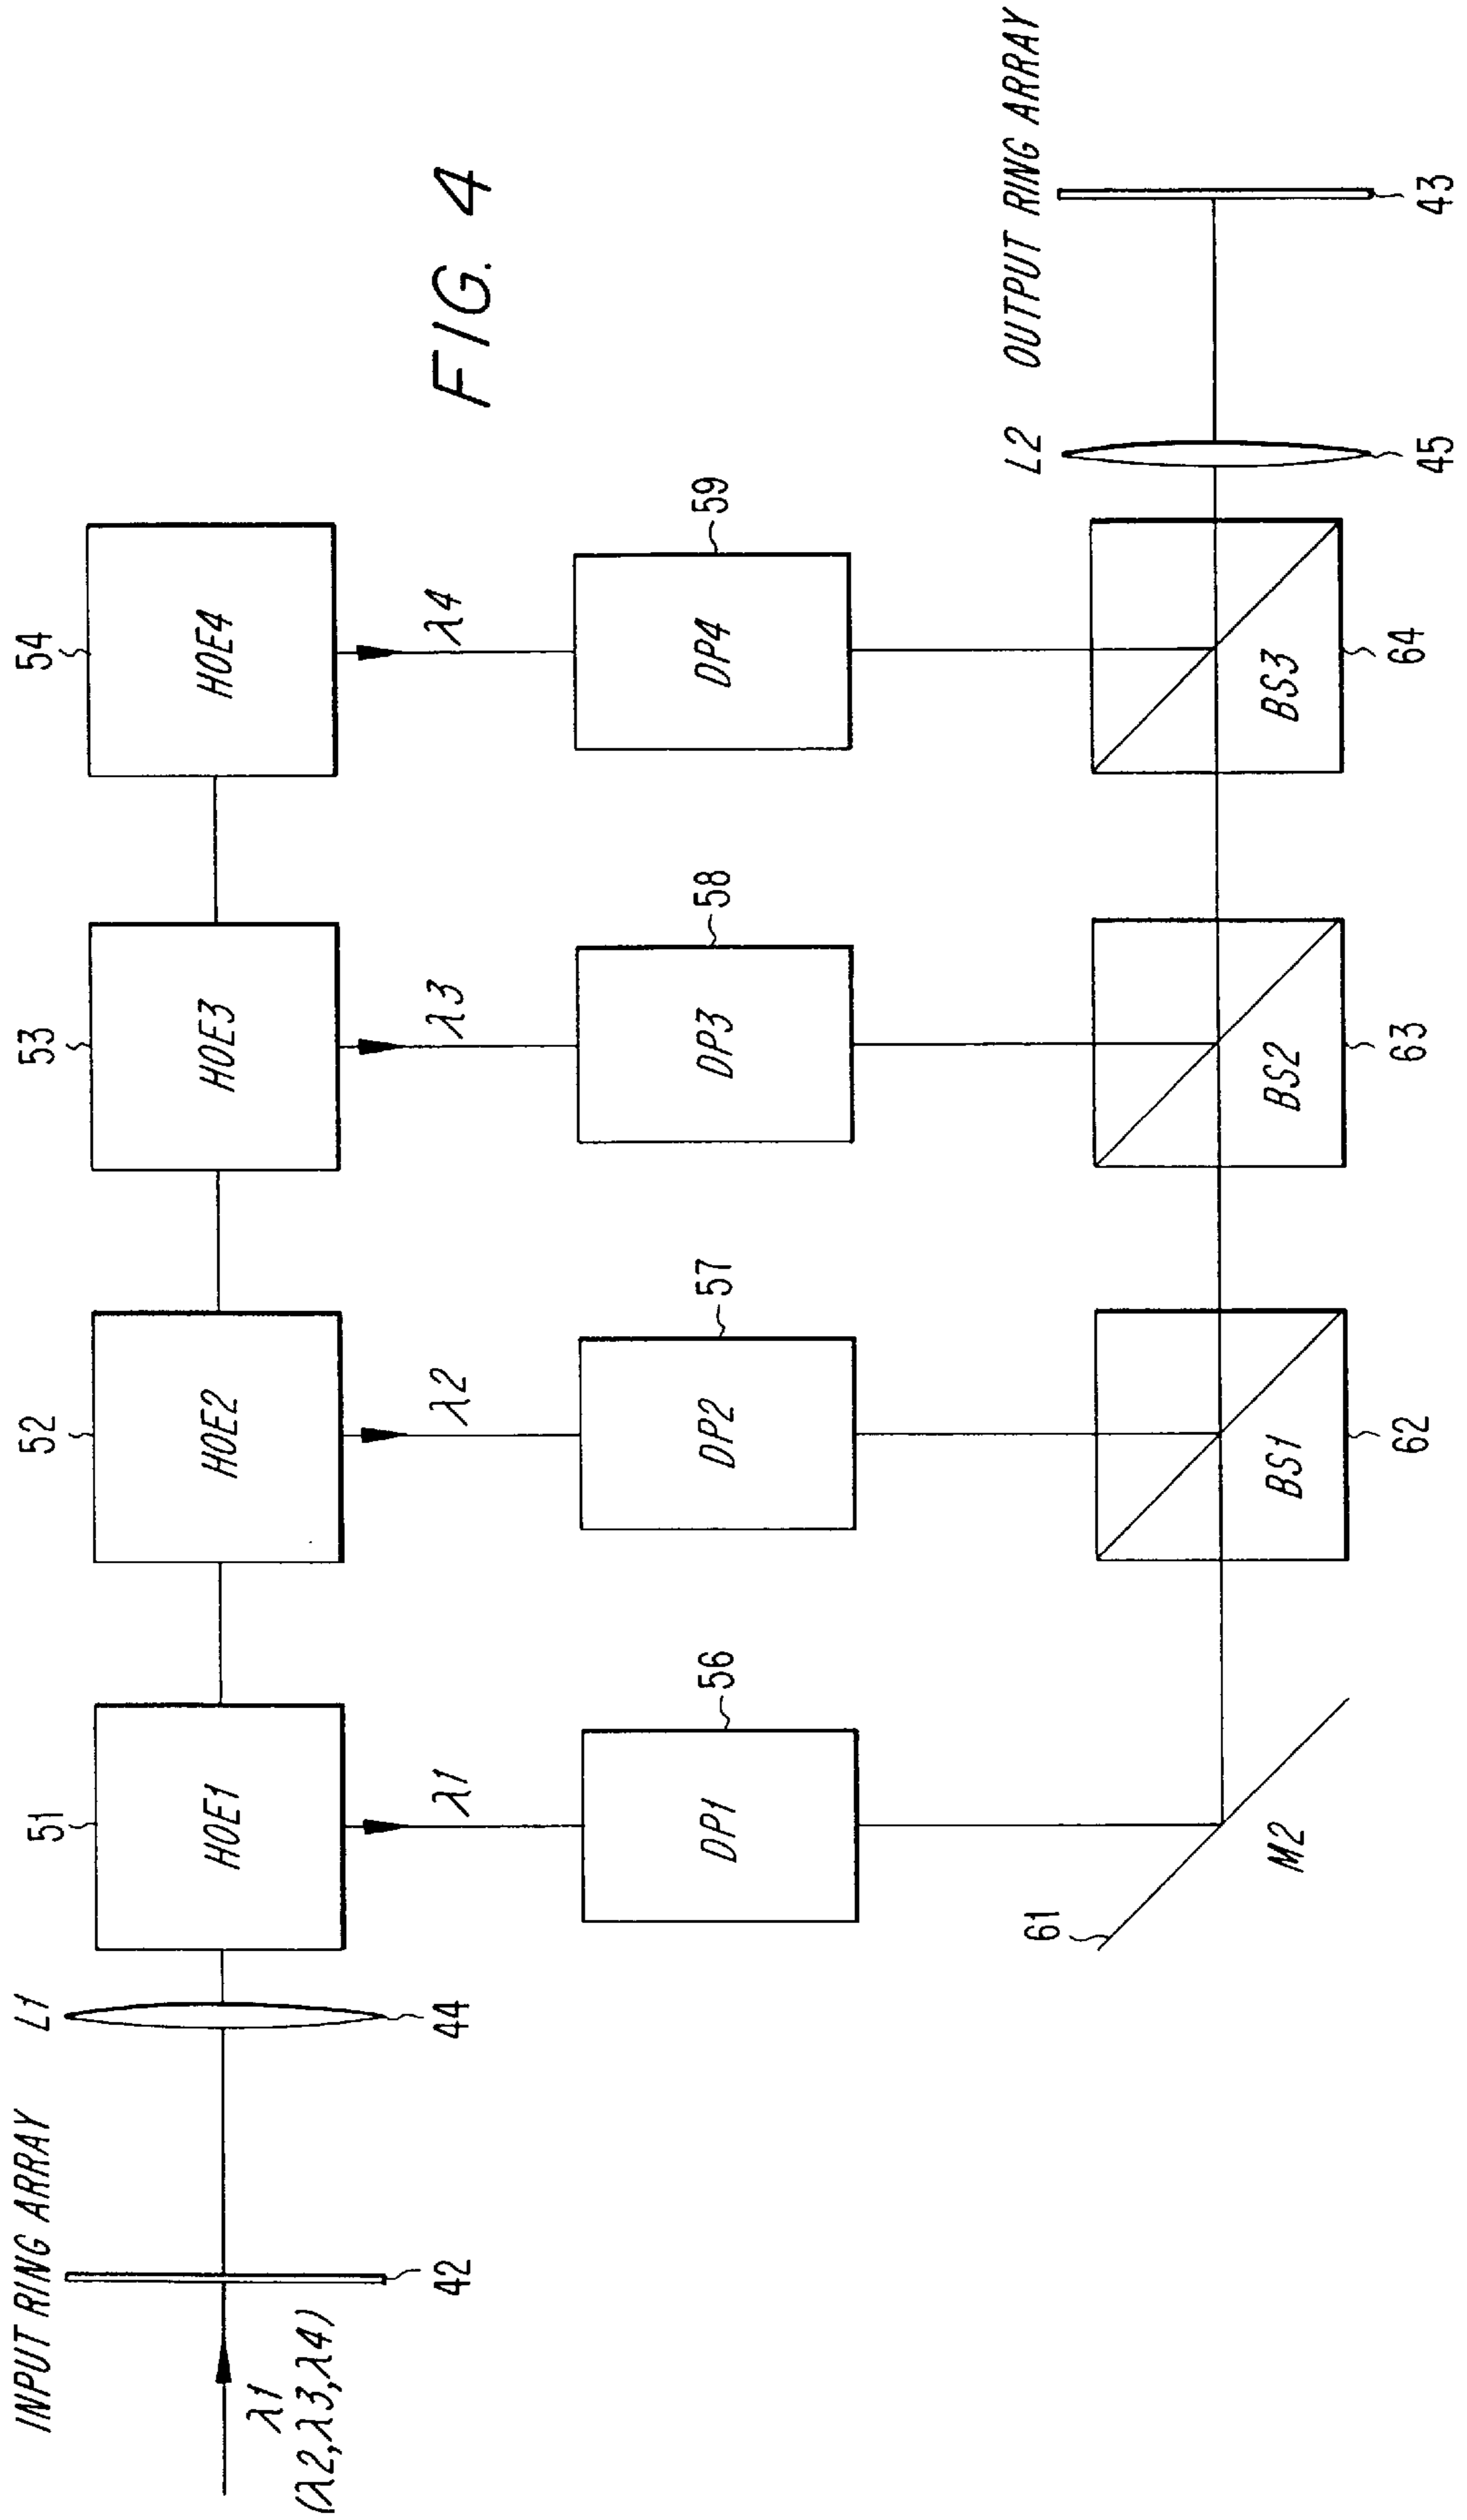 FIG. 4
INPUT RING ARRAY
L1
51
52
53
54
λ1
(λ2,λ3,λ4)
42
44
HOE1
HOE2
HOE3
HOE4
λ1
λ2
λ3
λ4
56
57
58
59
DP1
DP2
DP3
DP4
L2
OUTPUT RING ARRAY
61
M2
BS1
BS2
BS3
62
63
64
45
43